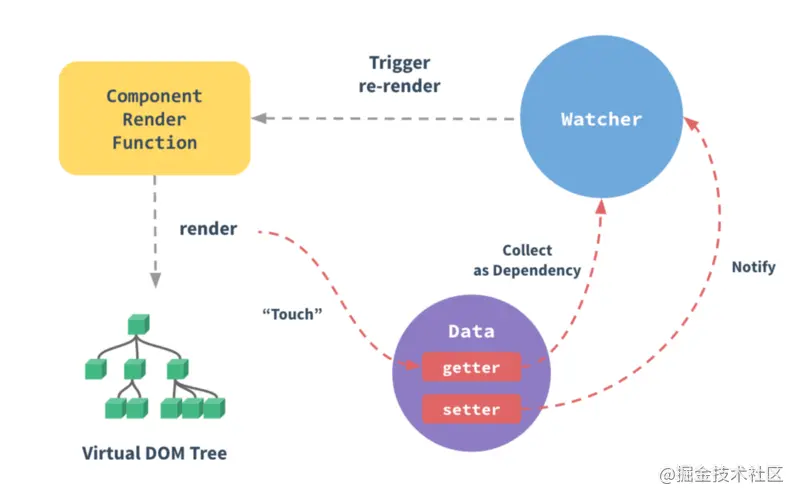 Trigger
re-render
Component
Render
Function
Watcher
render
Collect
as Dependency
Notify
“Touch”
Data
getter
setter
Virtual DOM Tree
@掘金技术社区